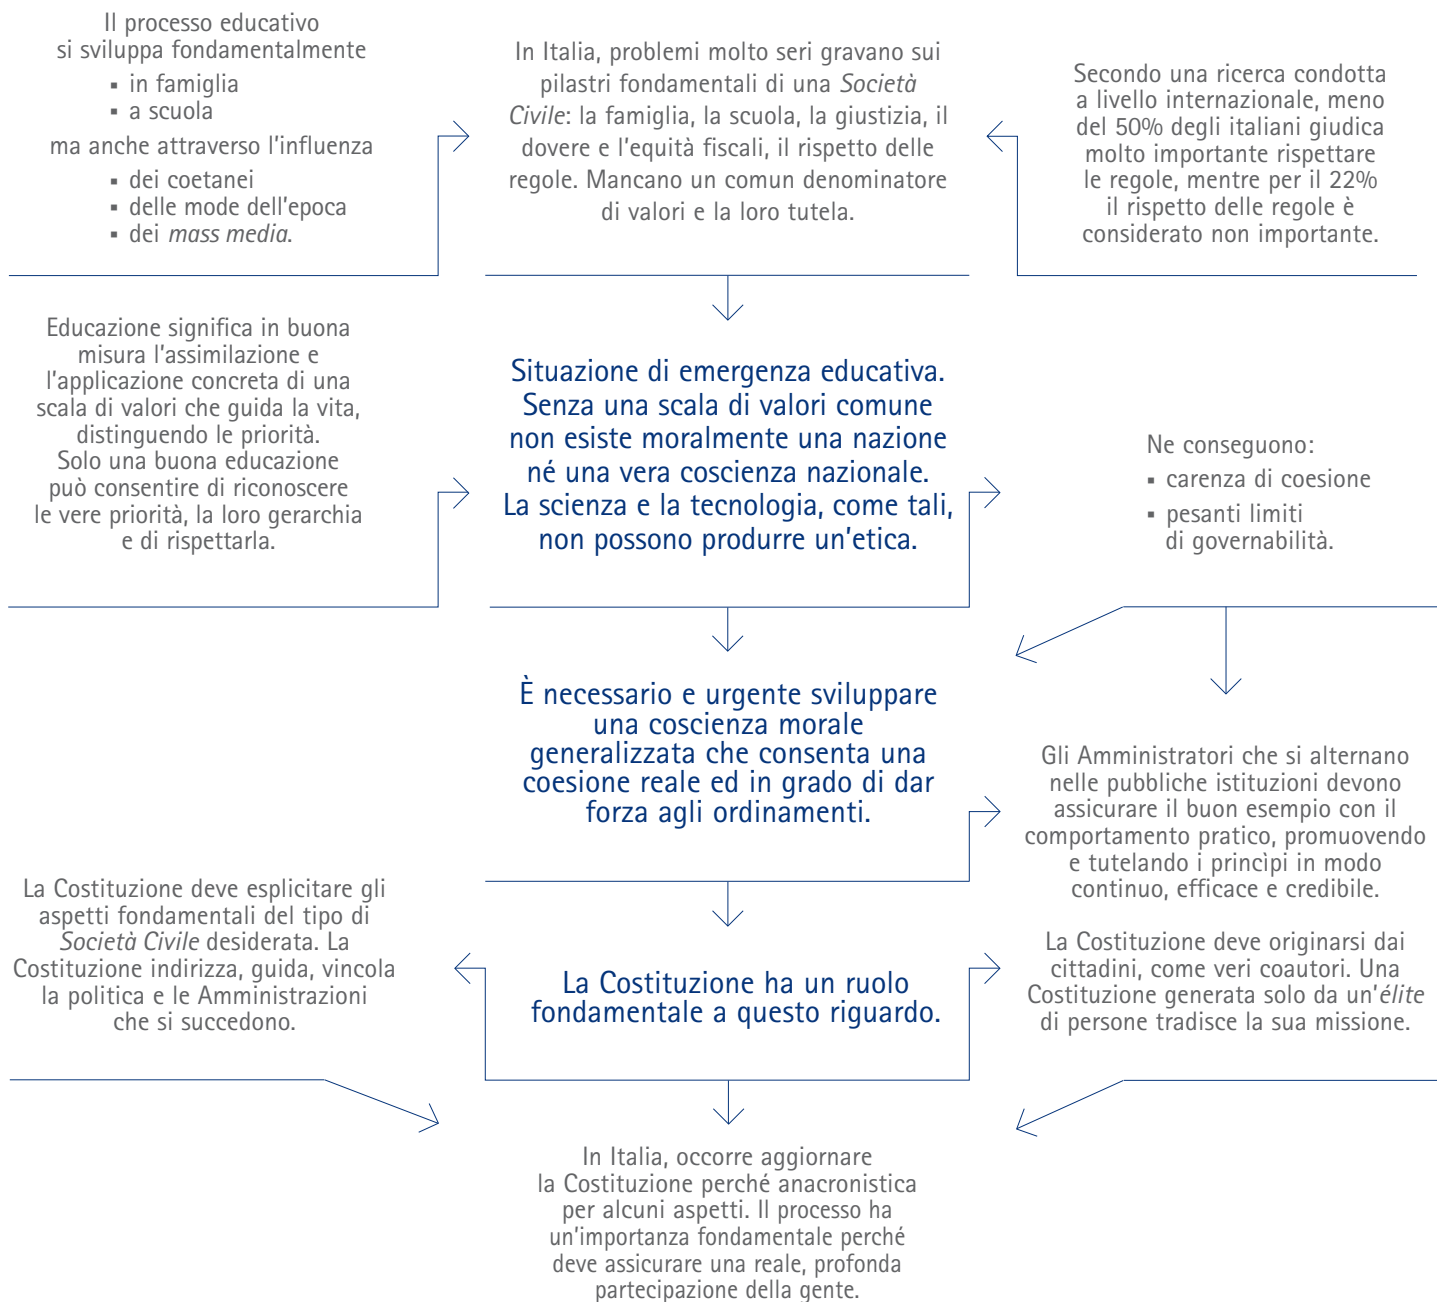 Il processo educativo
si sviluppa fondamentalmente
▪ in famiglia
▪ a scuola
ma anche attraverso l'influenza
▪ dei coetanei
▪ delle mode dell'epoca
▪ dei mass media.
In Italia, problemi molto seri gravano sui
pilastri fondamentali di una Società
Civile: la famiglia, la scuola, la giustizia, il
dovere e l'equità fiscali, il rispetto delle
regole. Mancano un comun denominatore
di valori e la loro tutela.
Secondo una ricerca condotta
a livello internazionale, meno
del 50% degli italiani giudica
molto importante rispettare
le regole, mentre per il 22%
il rispetto delle regole è
considerato non importante.
Educazione significa in buona
misura l'assimilazione e
l'applicazione concreta di una
scala di valori che guida la vita,
distinguendo le priorità.
Solo una buona educazione
può consentire di riconoscere
le vere priorità, la loro gerarchia
e di rispettarla.
Situazione di emergenza educativa.
Senza una scala di valori comune
non esiste moralmente una nazione
né una vera coscienza nazionale.
La scienza e la tecnologia, come tali,
non possono produrre un'etica.
Ne conseguono:
▪ carenza di coesione
▪ pesanti limiti
di governabilità.
È necessario e urgente sviluppare
una coscienza morale
generalizzata che consenta una
coesione reale ed in grado di dar
forza agli ordinamenti.
Gli Amministratori che si alternano
nelle pubbliche istituzioni devono
assicurare il buon esempio con il
comportamento pratico, promuovendo
e tutelando i princìpi in modo
continuo, efficace e credibile.
La Costituzione deve esplicitare gli
aspetti fondamentali del tipo di
Società Civile desiderata. La
Costituzione indirizza, guida, vincola
la politica e le Amministrazioni
che si succedono.
La Costituzione ha un ruolo
fondamentale a questo riguardo.
La Costituzione deve originarsi dai
cittadini, come veri coautori. Una
Costituzione generata solo da un'élite
di persone tradisce la sua missione.
In Italia, occorre aggiornare
la Costituzione perché anacronistica
per alcuni aspetti. Il processo ha
un'importanza fondamentale perché
deve assicurare una reale, profonda
partecipazione della gente.